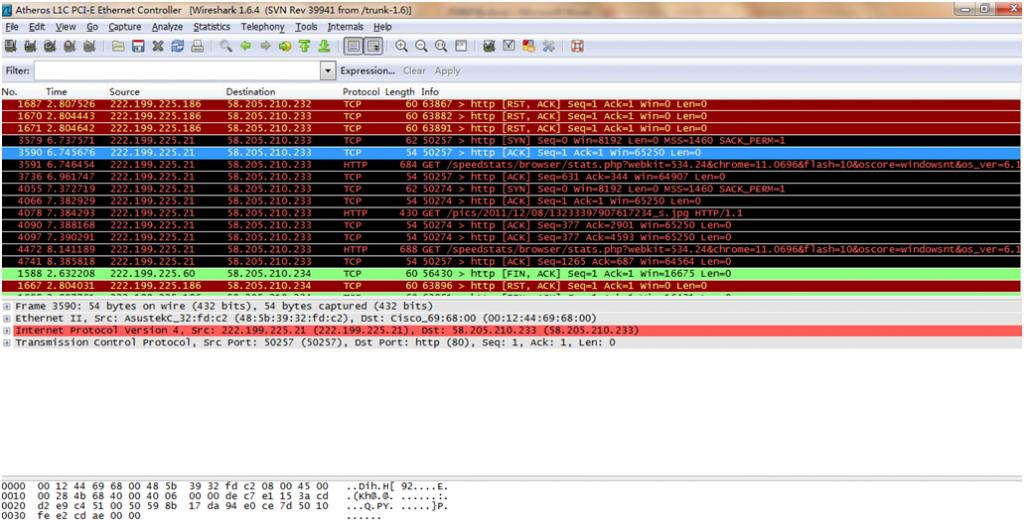 Atheros L1C PCI-E Ethernet Controller [Wireshark 1.6.4 (SVN Rev 39941 from /trunk-1.6)]
File Edit View Go Capture Analyze Statistics Telephony Tools Internals Help
Filter: Expression... Clear Apply
No. Time Source Destination Protocol Length Info
1687 2.807526 222.199.225.186 58.205.210.232 TCP 60 63867 > http [RST, ACK] Seq=1 Ack=1 Win=0 Len=0
1670 2.804443 222.199.225.186 58.205.210.233 TCP 60 63882 > http [RST, ACK] Seq=1 Ack=1 Win=0 Len=0
1671 2.804642 222.199.225.186 58.205.210.233 TCP 60 63891 > http [RST, ACK] Seq=1 Ack=1 Win=0 Len=0
3579 6.737571 222.199.225.21 58.205.210.233 TCP 62 50257 > http [SYN] Seq=0 Win=8192 Len=0 MSS=1460 SACK_PERM=1
3590 6.745676 222.199.225.21 58.205.210.233 TCP 54 50257 > http [ACK] Seq=1 Ack=1 Win=65250 Len=0
3591 6.746454 222.199.225.21 58.205.210.233 HTTP 684 GET /speedstats/browser/stats.php?webkit=534.24&chrome=11.0696&flash=10&oscore=windowsnt&os_ver=6.1
3736 6.961747 222.199.225.21 58.205.210.233 TCP 54 50257 > http [ACK] Seq=631 Ack=344 Win=64907 Len=0
4055 7.372719 222.199.225.21 58.205.210.233 TCP 62 50274 > http [SYN] Seq=0 Win=8192 Len=0 MSS=1460 SACK_PERM=1
4066 7.382929 222.199.225.21 58.205.210.233 TCP 54 50274 > http [ACK] Seq=1 Ack=1 Win=65250 Len=0
4078 7.384293 222.199.225.21 58.205.210.233 HTTP 430 GET /pics/2011/12/08/13233397907617234_s.jpg HTTP/1.1
4090 7.388168 222.199.225.21 58.205.210.233 TCP 54 50274 > http [ACK] Seq=377 Ack=2901 Win=65250 Len=0
4097 7.390291 222.199.225.21 58.205.210.233 TCP 54 50274 > http [ACK] Seq=377 Ack=4593 Win=65250 Len=0
4472 8.141189 222.199.225.21 58.205.210.233 HTTP 688 GET /speedstats/browser/stats.php?webkit=534.24&chrome=11.0696&flash=10&oscore=windowsnt&os_ver=6.1
4741 8.385818 222.199.225.21 58.205.210.233 TCP 54 50257 > http [ACK] Seq=1265 Ack=687 Win=64564 Len=0
1588 2.632208 222.199.225.60 58.205.210.234 TCP 60 56430 > http [FIN, ACK] Seq=1 Ack=1 Win=16675 Len=0
1667 2.804031 222.199.225.186 58.205.210.234 TCP 60 63896 > http [RST, ACK] Seq=1 Ack=1 Win=0 Len=0
Frame 3590: 54 bytes on wire (432 bits), 54 bytes captured (432 bits)
Ethernet II, Src: AsustekC_32:fd:c2 (48:5b:39:32:fd:c2), Dst: Cisco_69:68:00 (00:12:44:69:68:00)
Internet Protocol Version 4, Src: 222.199.225.21 (222.199.225.21), Dst: 58.205.210.233 (58.205.210.233)
Transmission Control Protocol, Src Port: 50257 (50257), Dst Port: http (80), Seq: 1, Ack: 1, Len: 0
0000 00 12 44 69 68 00 48 5b 39 32 fd c2 08 00 45 00 ..Dih.H[ 92....E.
0010 00 28 4b 68 40 00 40 06 00 00 de c7 e1 15 3a cd .(Kh@.@. ......:.
0020 d2 e9 c4 51 00 50 59 8b 17 da 94 e0 ce 7d 50 10 ...Q.PY. .....}P.
0030 fe e2 cd ae 00 00 ......